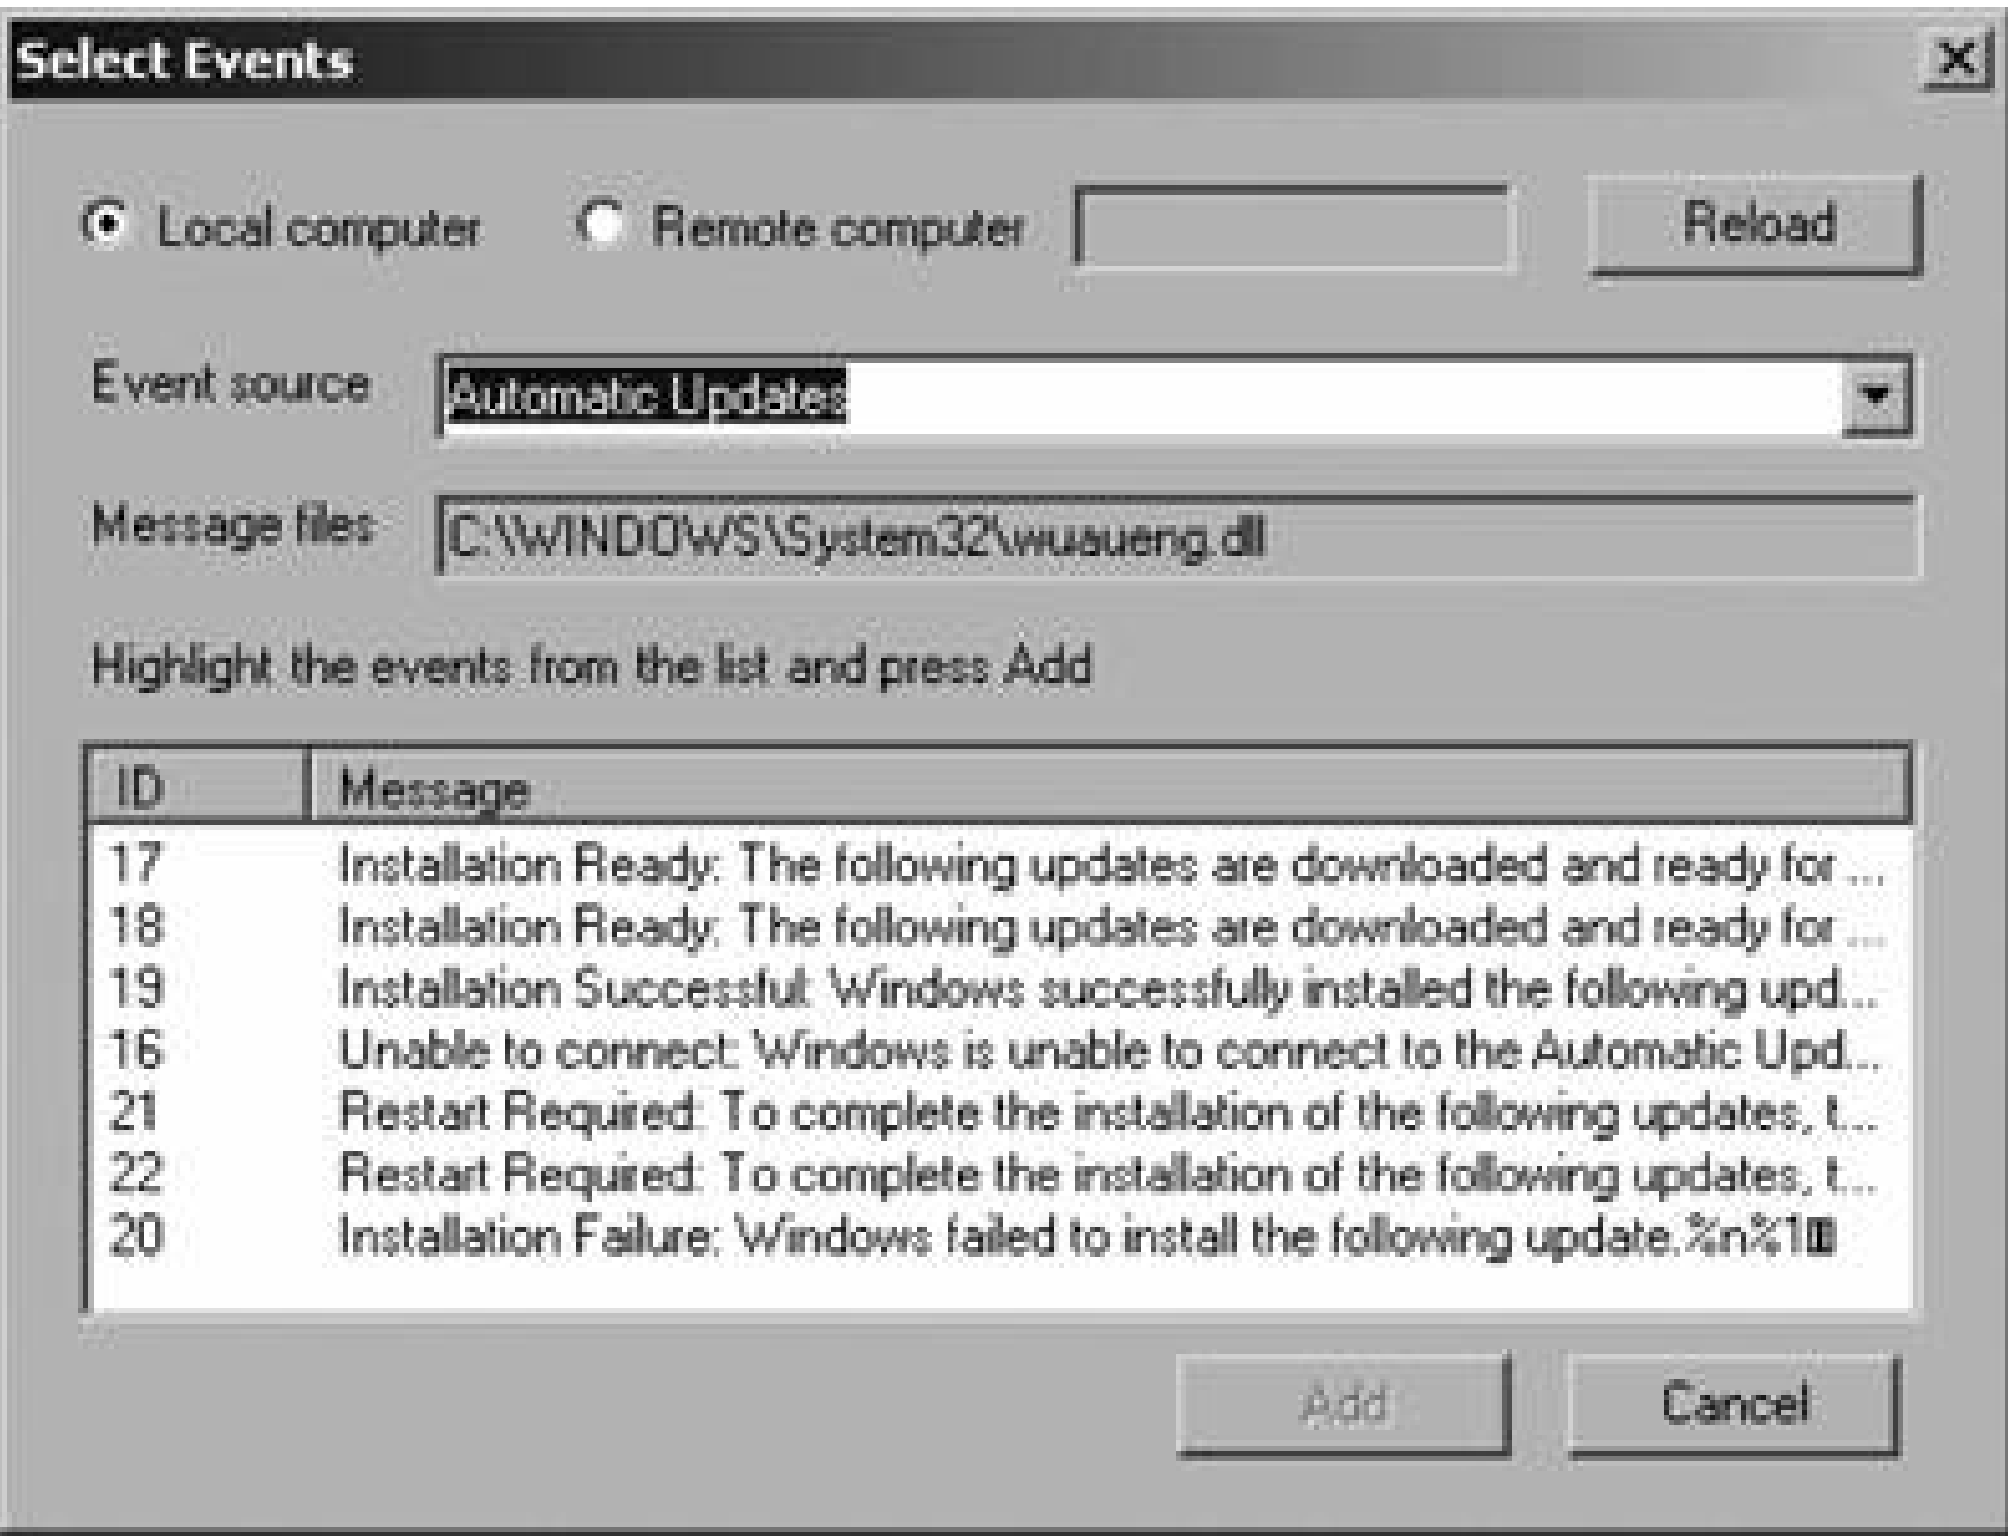 Select Events
Local computer Remote computer Reload
Event source Automatic Updates
Message files C:\WINDOWS\System32\wuaueng.dll
Highlight the events from the list and press Add
ID Message
17 Installation Ready: The following updates are downloaded and ready for ...
18 Installation Ready: The following updates are downloaded and ready for ...
19 Installation Successful: Windows successfully installed the following upd...
16 Unable to connect: Windows is unable to connect to the Automatic Upd...
21 Restart Required: To complete the installation of the following updates, t...
22 Restart Required: To complete the installation of the following updates, t...
20 Installation Failure: Windows failed to install the following update.%n%1
Add Cancel